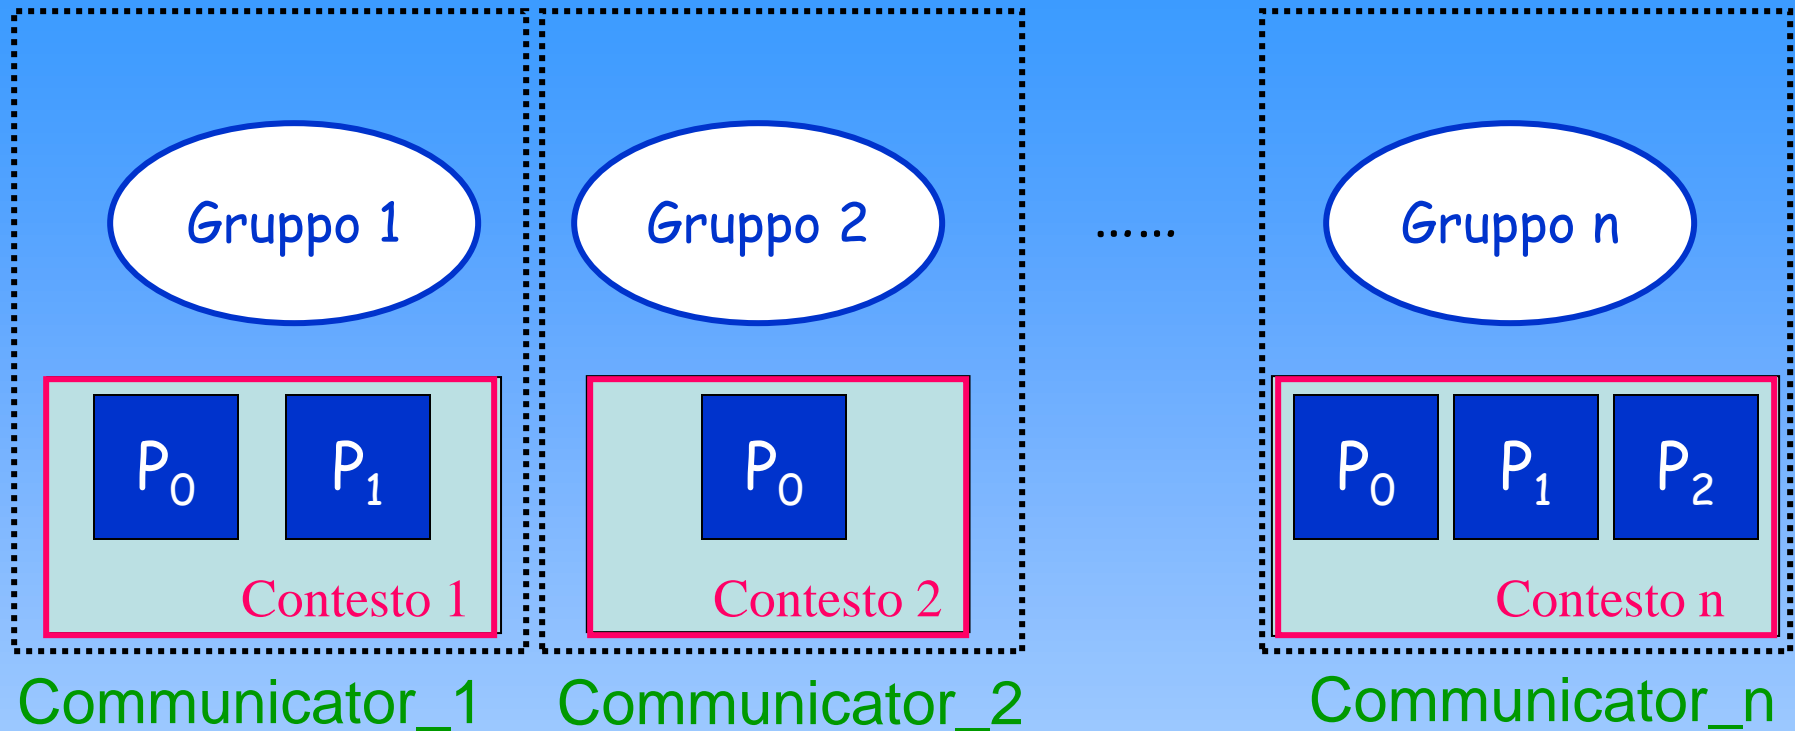 Gruppo 1
Gruppo 2
......
Gruppo n
P0
P1
Contesto 1
P0
Contesto 2
P0
P1
P2
Contesto n
Communicator_1
Communicator_2
Communicator_n